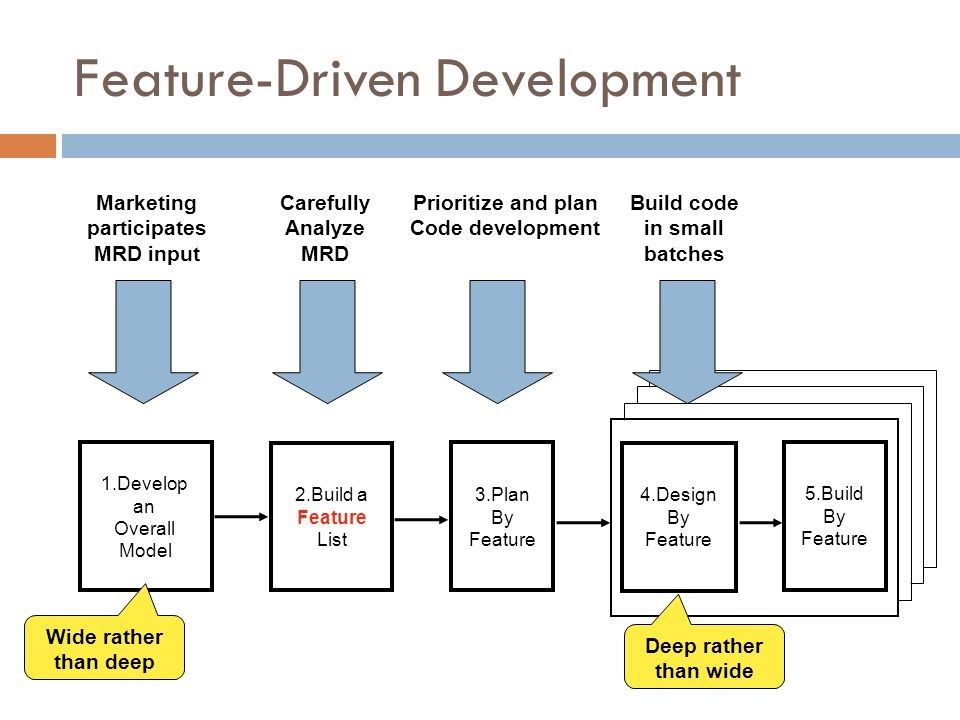 Feature-Driven Development
Marketing
participates
MRD input
Carefully
Analyze
MRD
Prioritize and plan
Code development
Build code
in small
batches
1.Develop
an
Overall
Model
2.Build a
Feature
List
3.Plan
By
Feature
4.Design
By
Feature
5.Build
By
Feature
Wide rather
than deep
Deep rather
than wide